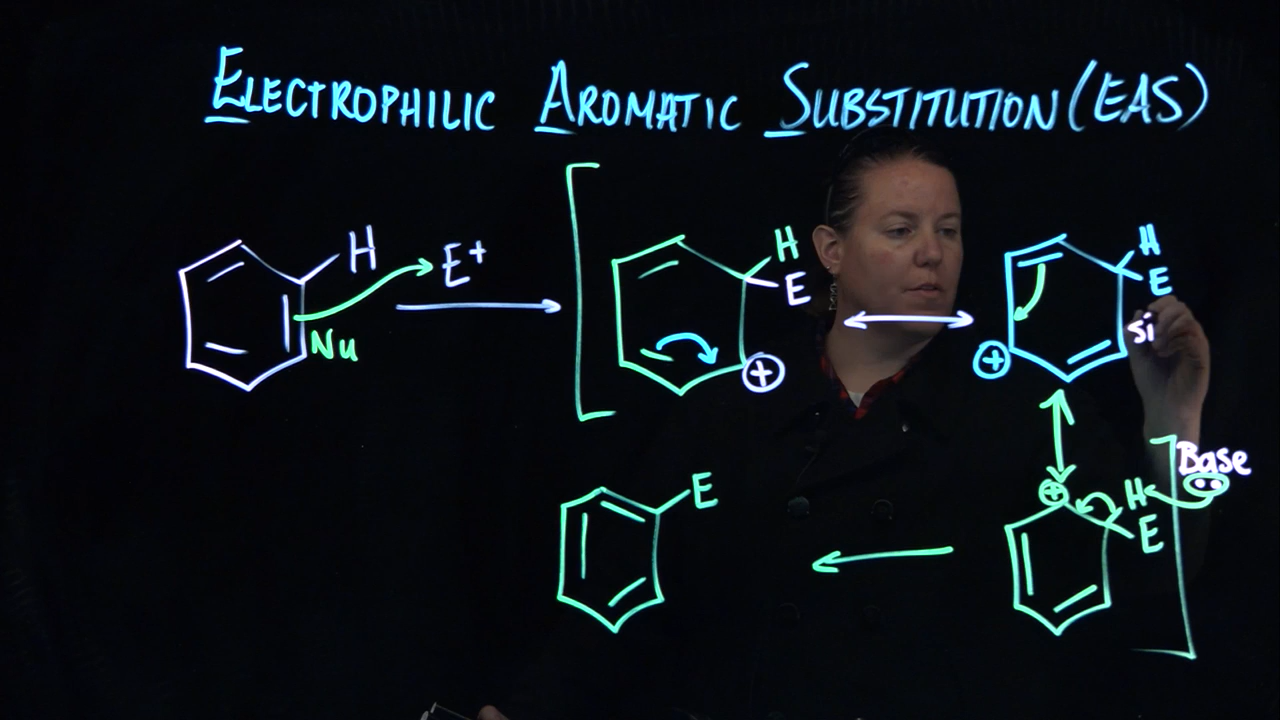 ELECTROPHILIC AROMATIC SUBSTITUTION (EAS)
H
E+
Nu
H
E
+
H
E
+
si
Base
+
H
E
E